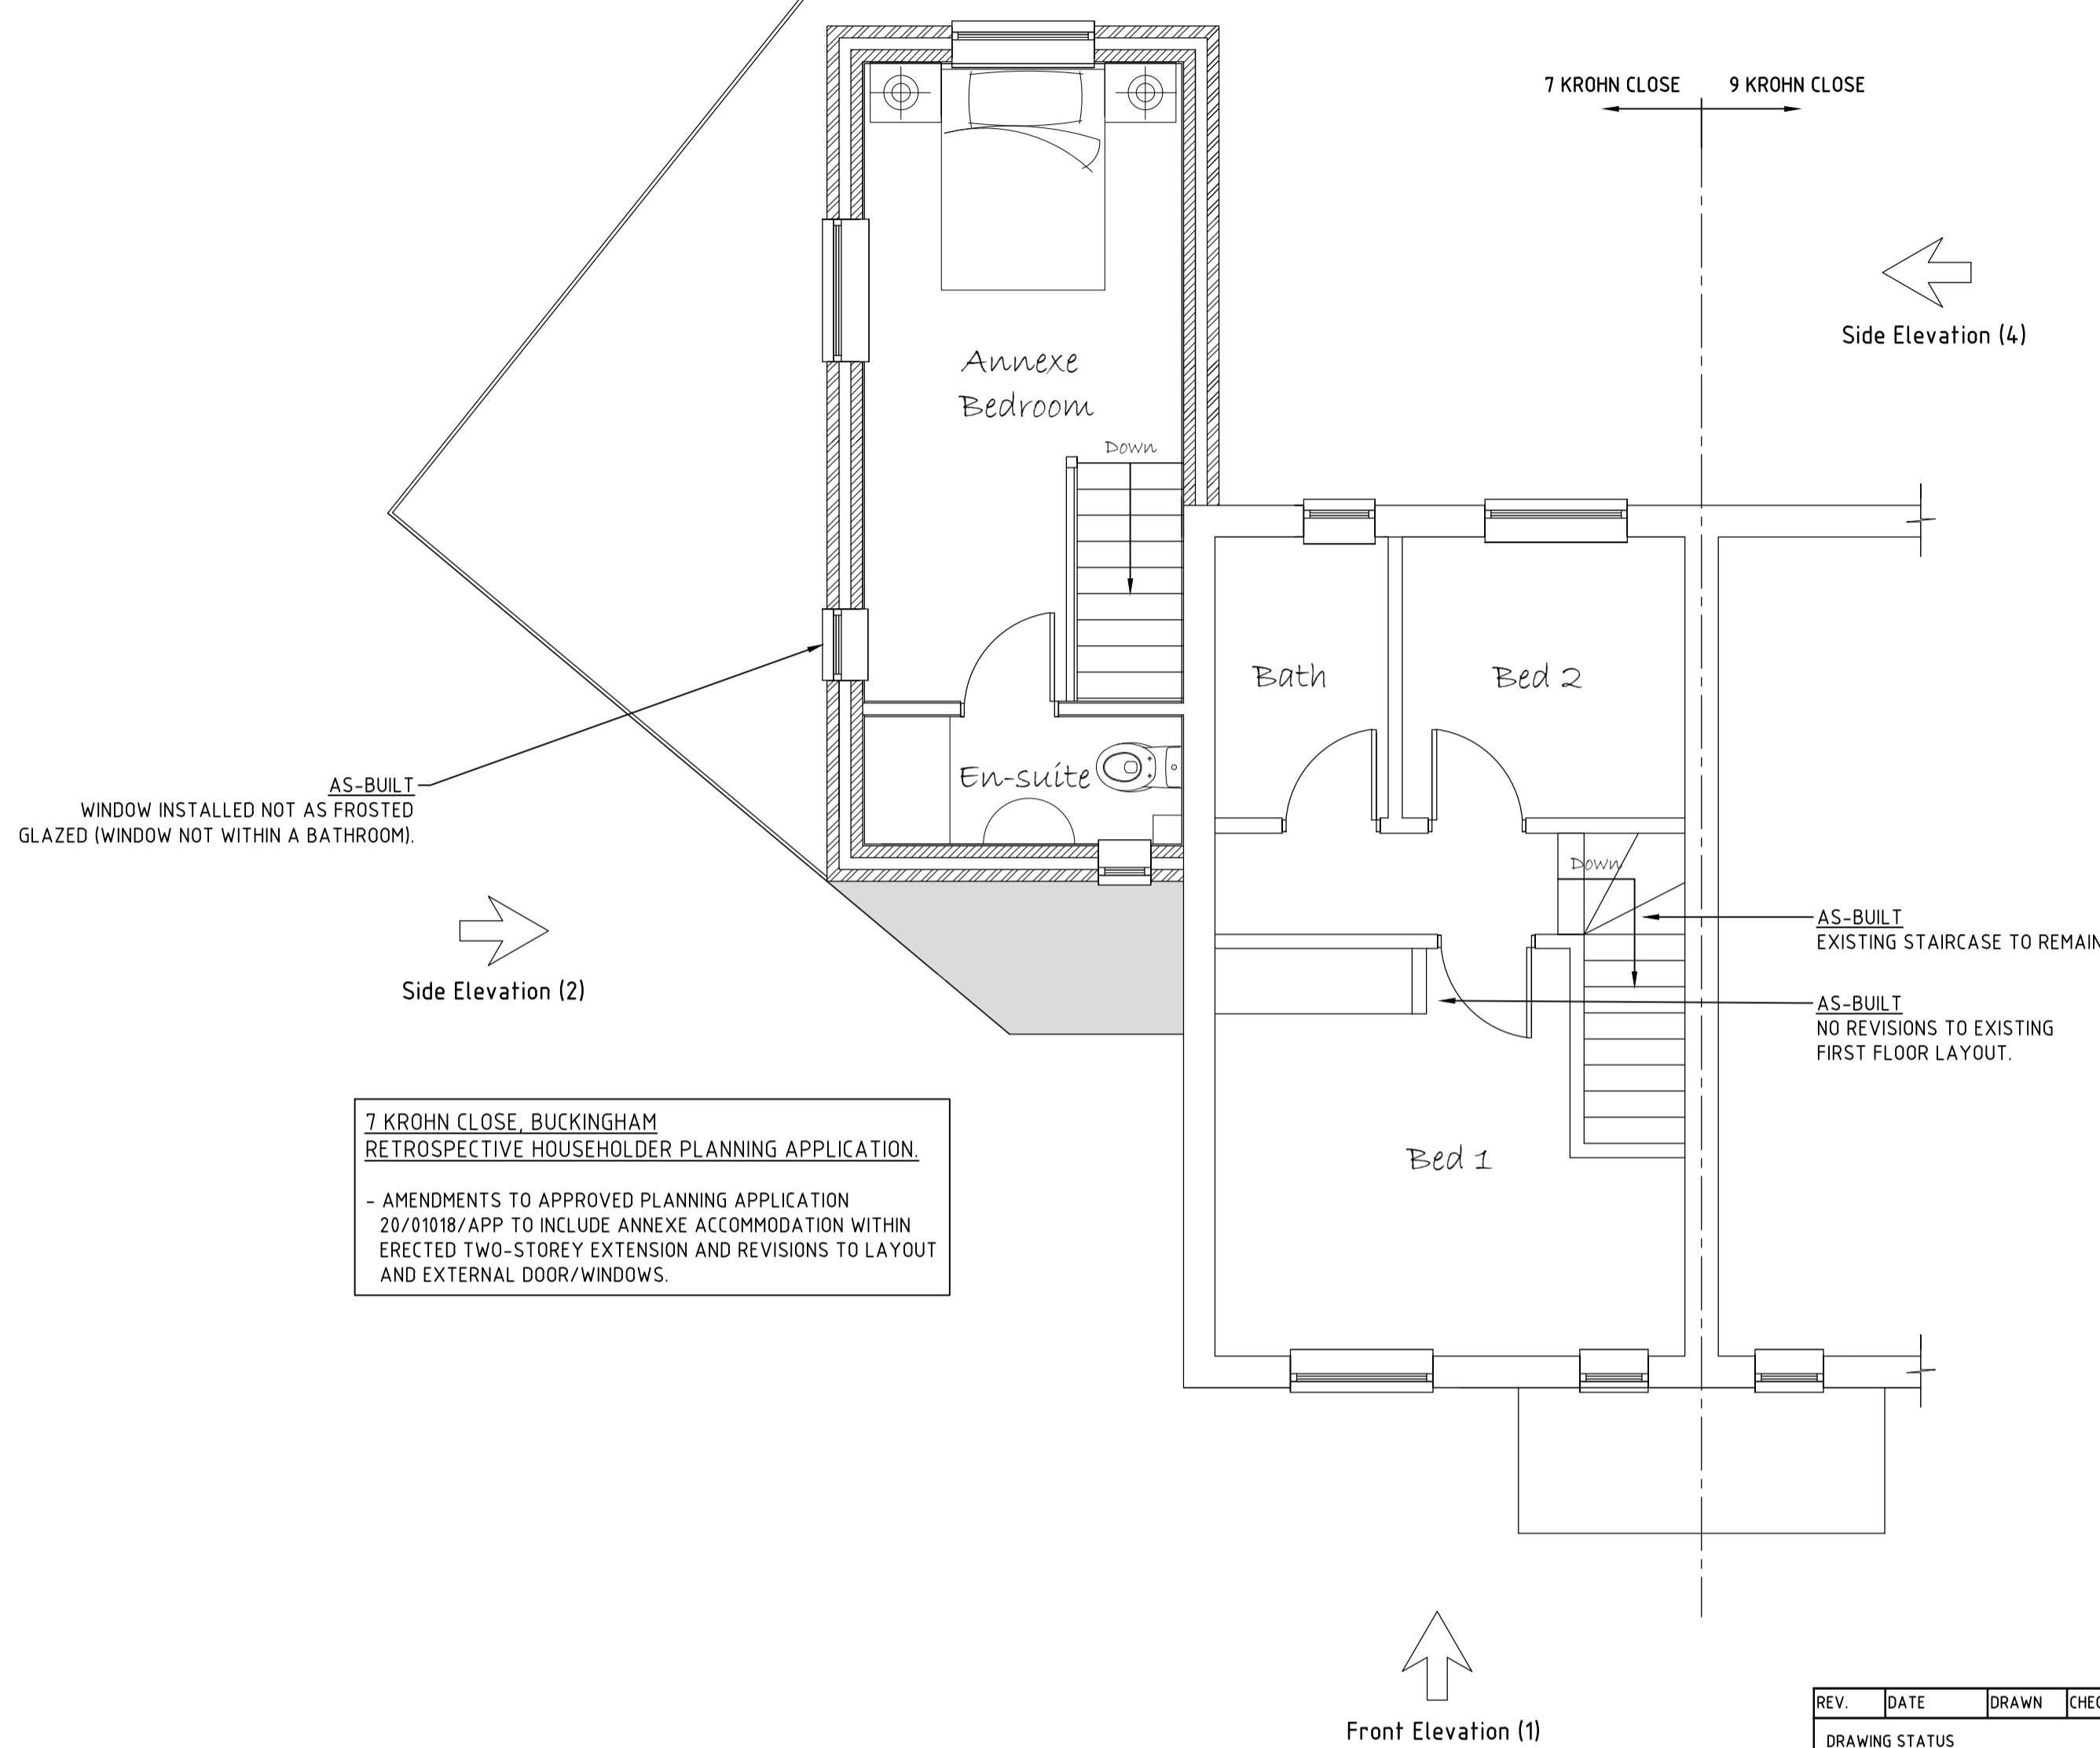 7 KROHN CLOSE
9 KROHN CLOSE
Side Elevation (4)
Annexe
Bedroom
Down
Bath
Bed 2
En-suite
AS-BUILT
WINDOW INSTALLED NOT AS FROSTED
GLAZED (WINDOW NOT WITHIN A BATHROOM).
Down
AS-BUILT
EXISTING STAIRCASE TO REMAIN
Side Elevation (2)
AS-BUILT
NO REVISIONS TO EXISTING
FIRST FLOOR LAYOUT.
7 KROHN CLOSE, BUCKINGHAM
RETROSPECTIVE HOUSEHOLDER PLANNING APPLICATION.
- AMENDMENTS TO APPROVED PLANNING APPLICATION
20/01018/APP TO INCLUDE ANNEXE ACCOMMODATION WITHIN
ERECTED TWO-STOREY EXTENSION AND REVISIONS TO LAYOUT
AND EXTERNAL DOOR/WINDOWS.
Bed 1
Front Elevation (1)
REV. DATE DRAWN
DRAWING STATUS